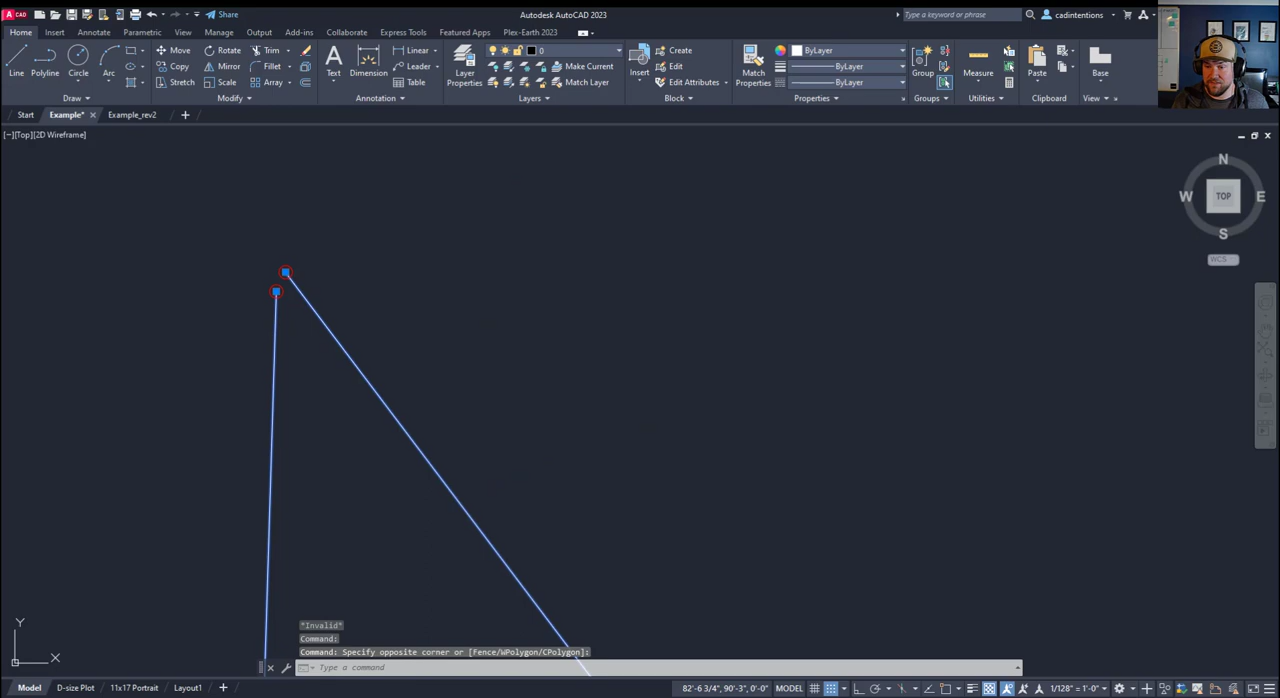 CAD
Share
Autodesk AutoCAD 2023
Type a keyword or phrase
cadintentions
Home Insert Annotate Parametric View Manage Output Add-ins Collaborate Express Tools Featured Apps Plex-Earth 2023
Line Polyline Circle Arc
Move Rotate Trim
Copy Mirror Fillet
Stretch Scale Array
Text Dimension
Linear
Leader
Table
Layer
Properties
0
Make Current
Match Layer
Insert
Create
Edit
Edit Attributes
Match
Properties
ByLayer
ByLayer
ByLayer
Group
Measure
Paste
Base
Draw Modify Annotation Layers Block Properties Groups Utilities Clipboard View
Start Example* Example_rev2
[−][Top][2D Wireframe]
N
W TOP E
S
WCS
*Invalid*
Command:
Command: Specify opposite corner or [Fence/WPolygon/CPolygon]:
Type a command
Y
X
Model D-size Plot 11x17 Portrait Layout1
82'-6 3/4", 90'-3", 0'-0" MODEL
1/128" = 1'-0"